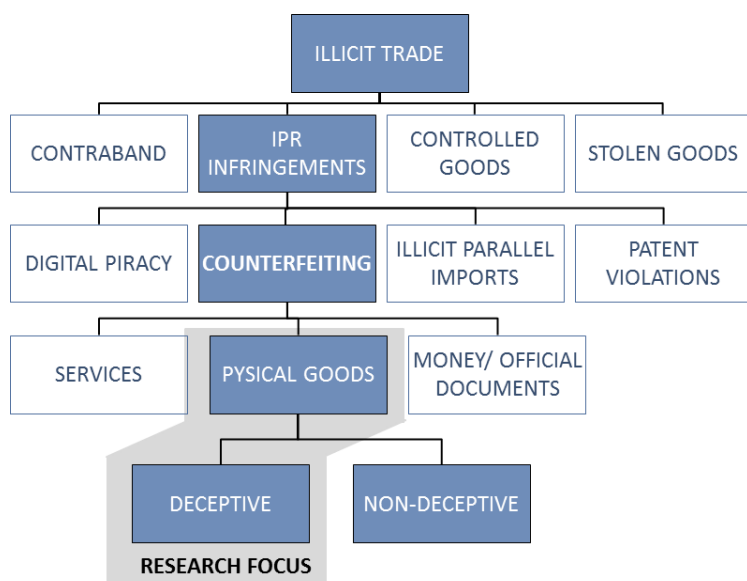 ILLICIT TRADE
CONTRABAND
IPR
INFRINGEMENTS
CONTROLLED
GOODS
STOLEN GOODS
DIGITAL PIRACY
COUNTERFEITING
ILLICIT PARALLEL
IMPORTS
PATENT
VIOLATIONS
SERVICES
PYSICAL GOODS
MONEY/ OFFICIAL
DOCUMENTS
DECEPTIVE
NON-DECEPTIVE
RESEARCH FOCUS